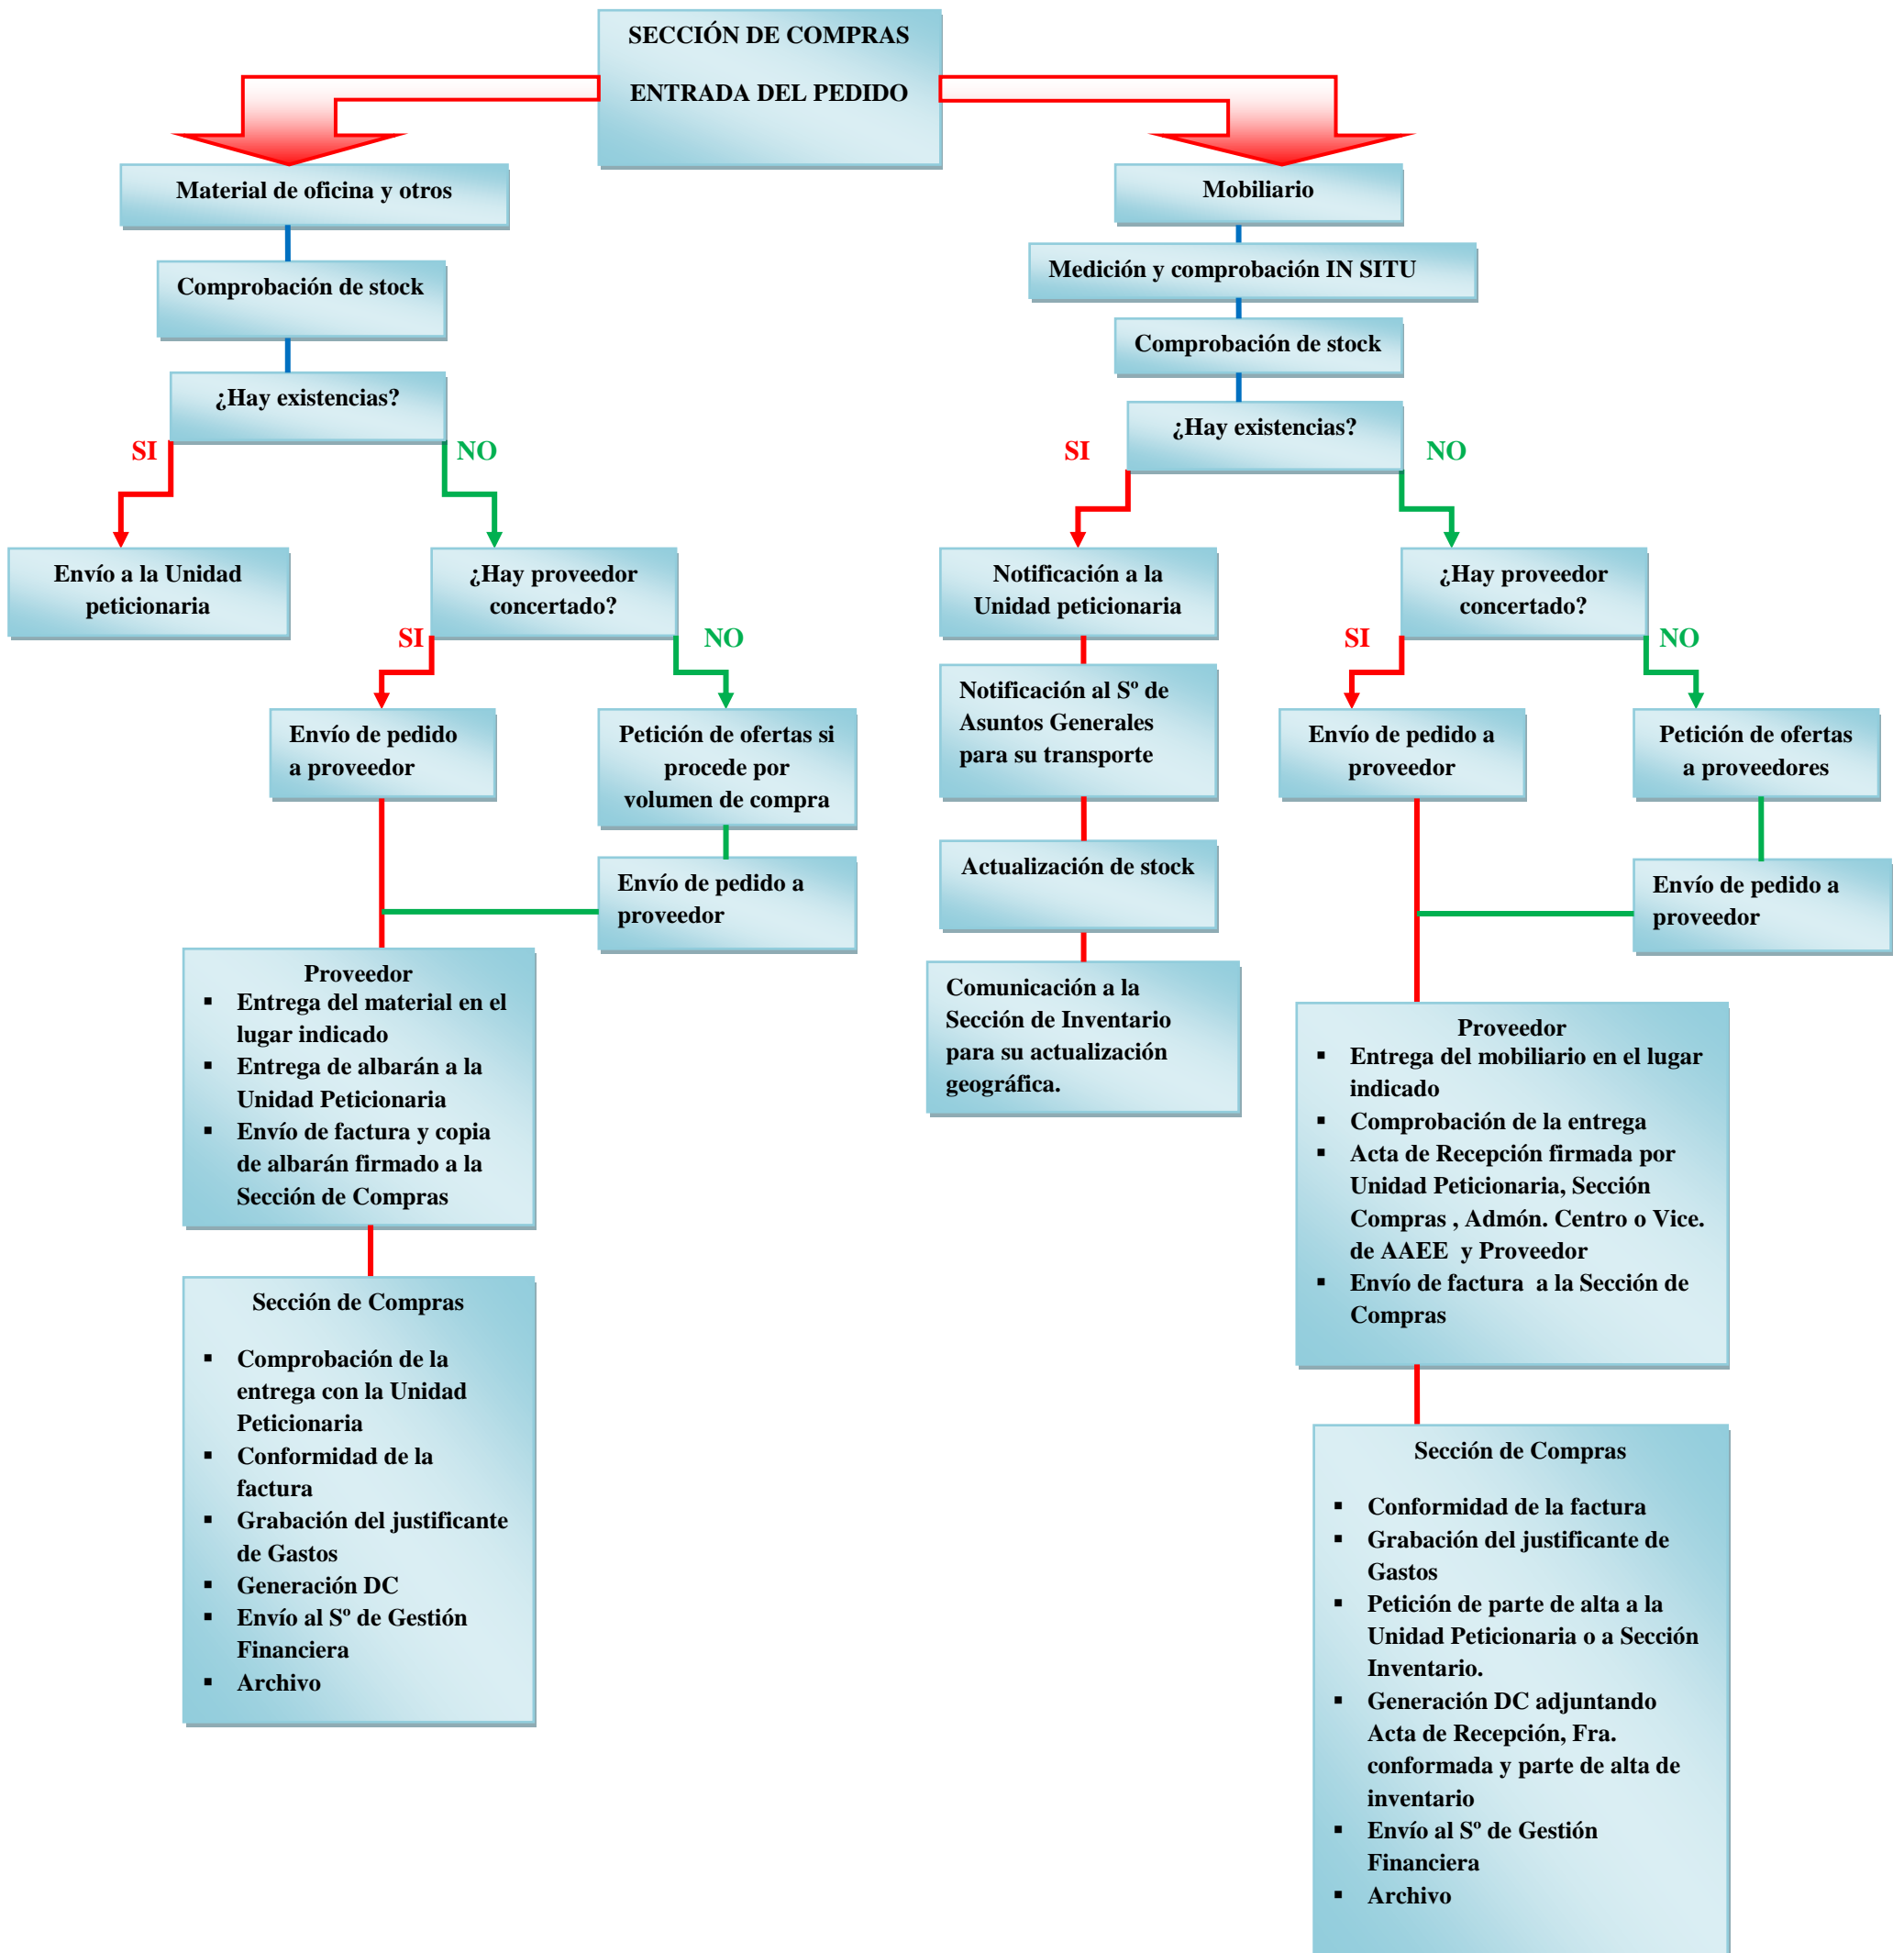 SECCIÓN DE COMPRAS
ENTRADA DEL PEDIDO
Material de oficina y otros
Comprobación de stock
¿Hay existencias?
SI
NO
Envío a la Unidad
peticionaria
¿Hay proveedor
concertado?
SI
NO
Envío de pedido
a proveedor
Petición de ofertas si
procede por
volumen de compra
Envío de pedido a
proveedor
Proveedor
▪ Entrega del material en el
lugar indicado
▪ Entrega de albarán a la
Unidad Peticionaria
▪ Envío de factura y copia
de albarán firmado a la
Sección de Compras
Sección de Compras
▪ Comprobación de la
entrega con la Unidad
Peticionaria
▪ Conformidad de la
factura
▪ Grabación del justificante
de Gastos
▪ Generación DC
▪ Envío al Sº de Gestión
Financiera
▪ Archivo
Mobiliario
Medición y comprobación IN SITU
Comprobación de stock
¿Hay existencias?
SI
NO
Notificación a la
Unidad peticionaria
Notificación al Sº de
Asuntos Generales
para su transporte
Actualización de stock
Comunicación a la
Sección de Inventario
para su actualización
geográfica.
¿Hay proveedor
concertado?
SI
NO
Envío de pedido a
proveedor
Petición de ofertas
a proveedores
Envío de pedido a
proveedor
Proveedor
▪ Entrega del mobiliario en el lugar
indicado
▪ Comprobación de la entrega
▪ Acta de Recepción firmada por
Unidad Peticionaria, Sección
Compras , Admón. Centro o Vice.
de AAEE y Proveedor
▪ Envío de factura a la Sección de
Compras
Sección de Compras
▪ Conformidad de la factura
▪ Grabación del justificante de
Gastos
▪ Petición de parte de alta a la
Unidad Peticionaria o a Sección
Inventario.
▪ Generación DC adjuntando
Acta de Recepción, Fra.
conformada y parte de alta de
inventario
▪ Envío al Sº de Gestión
Financiera
▪ Archivo